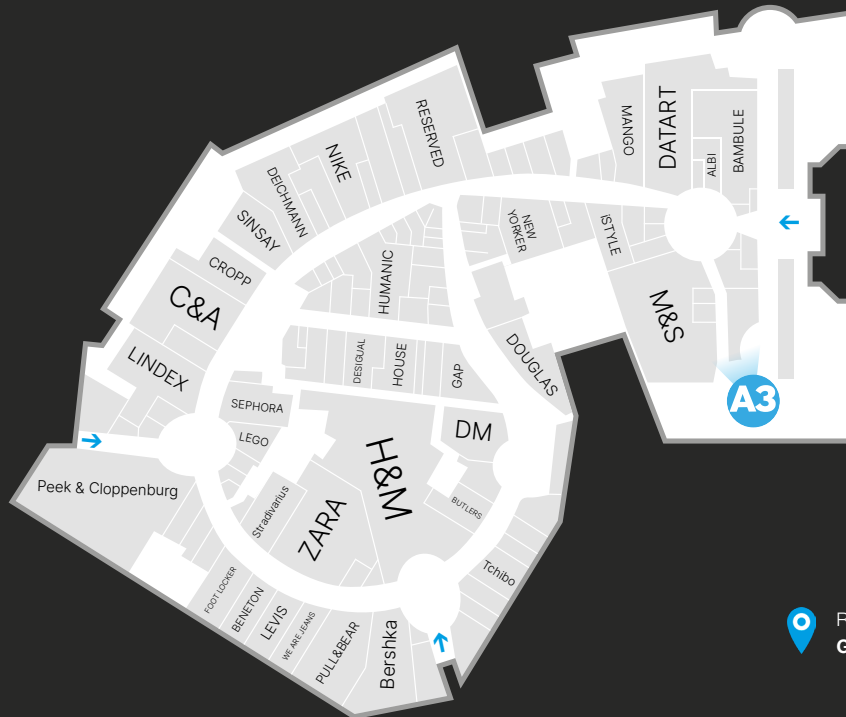 RESERVED
MANGO
DATART
ALBI
BAMBULE
NIKE
DEICHMANN
SINSAY
NEW
YORKER
iSTYLE
CROPP
HUMANIC
C&A
M&S
LINDEX
DESIGUAL
HOUSE
GAP
DOUGLAS
A3
SEPHORA
LEGO
DM
H&M
Peek & Cloppenburg
Stradivarius
ZARA
BUTLERS
Tchibo
FOOT LOCKER
BENETON
LEVIS
WE ARE JEANS
PULL&BEAR
Bershka
R
G